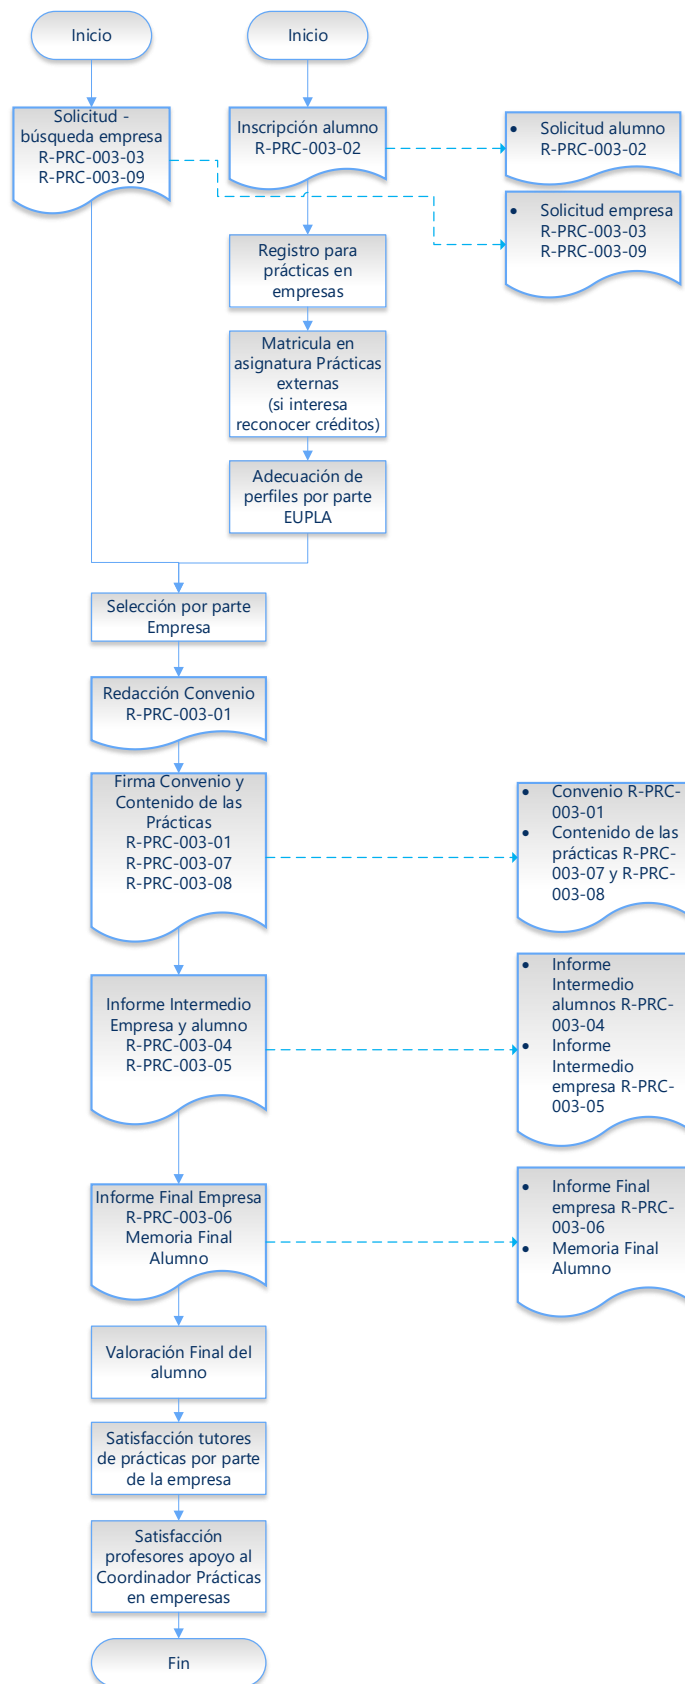 Inicio
Inicio
Solicitud -
búsqueda empresa
R-PRC-003-03
R-PRC-003-09
Inscripción alumno
R-PRC-003-02
• Solicitud alumno
R-PRC-003-02
• Solicitud empresa
R-PRC-003-03
R-PRC-003-09
Registro para
prácticas en
empresas
Matricula en
asignatura Prácticas
externas
(si interesa
reconocer créditos)
Adecuación de
perfiles por parte
EUPLA
Selección por parte
Empresa
Redacción Convenio
R-PRC-003-01
Firma Convenio y
Contenido de las
Prácticas
R-PRC-003-01
R-PRC-003-07
R-PRC-003-08
• Convenio R-PRC-
003-01
• Contenido de las
prácticas R-PRC-
003-07 y R-PRC-
003-08
Informe Intermedio
Empresa y alumno
R-PRC-003-04
R-PRC-003-05
• Informe
Intermedio
alumnos R-PRC-
003-04
• Informe
Intermedio
empresa R-PRC-
003-05
Informe Final Empresa
R-PRC-003-06
Memoria Final
Alumno
• Informe Final
empresa R-PRC-
003-06
• Memoria Final
Alumno
Valoración Final del
alumno
Satisfacción tutores
de prácticas por parte
de la empresa
Satisfacción
profesores apoyo al
Coordinador Prácticas
en emperesas
Fin